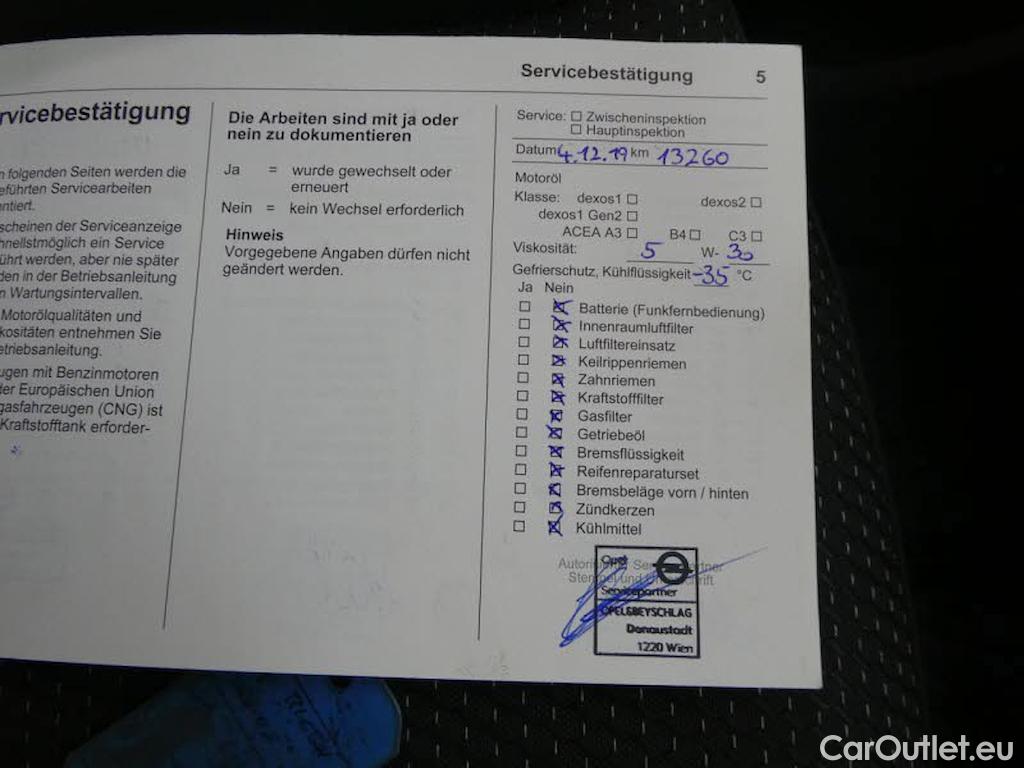 Servicebestätigung 5
rvicebestätigung
n folgenden Seiten werden die
eführten Servicearbeiten
ntiert.
scheinen der Serviceanzeige
hnellstmöglich ein Service
ührt werden, aber nie später
den in der Betriebsanleitung
n Wartungsintervallen.
Motorölqualitäten und
kositäten entnehmen Sie
etriebsanleitung.
ugen mit Benzinmotoren
der Europäischen Union
gasfahrzeugen (CNG) ist
Kraftstofftank erforder-
Die Arbeiten sind mit ja oder
nein zu dokumentieren
Ja = wurde gewechselt oder
erneuert
Nein = kein Wechsel erforderlich
Hinweis
Vorgegebene Angaben dürfen nicht
geändert werden.
Service: ☐ Zwischeninspektion
☐ Hauptinspektion
Datum 4.12.19 km 13260
Motoröl
Klasse: dexos1 ☐ dexos2 ☐
dexos1 Gen2 ☐
ACEA A3 ☐ B4 ☐ C3 ☐
Viskosität: 5 W- 30
Gefrierschutz, Kühlflüssigkeit -35 °C
Ja Nein
☐ ☒ Batterie (Funkfernbedienung)
☐ ☒ Innenraumluftfilter
☐ ☒ Luftfiltereinsatz
☐ ☒ Keilrippenriemen
☐ ☒ Zahnriemen
☐ ☒ Kraftstofffilter
☐ ☒ Gasfilter
☐ ☒ Getriebeöl
☐ ☒ Bremsflüssigkeit
☐ ☒ Reifenreparaturset
☐ ☒ Bremsbeläge vorn / hinten
☐ ☒ Zündkerzen
☐ ☒ Kühlmittel
Opel
Servicepartner
OPEL&BEYSCHLAG
Donaustadt
1220 Wien
CarOutlet.eu